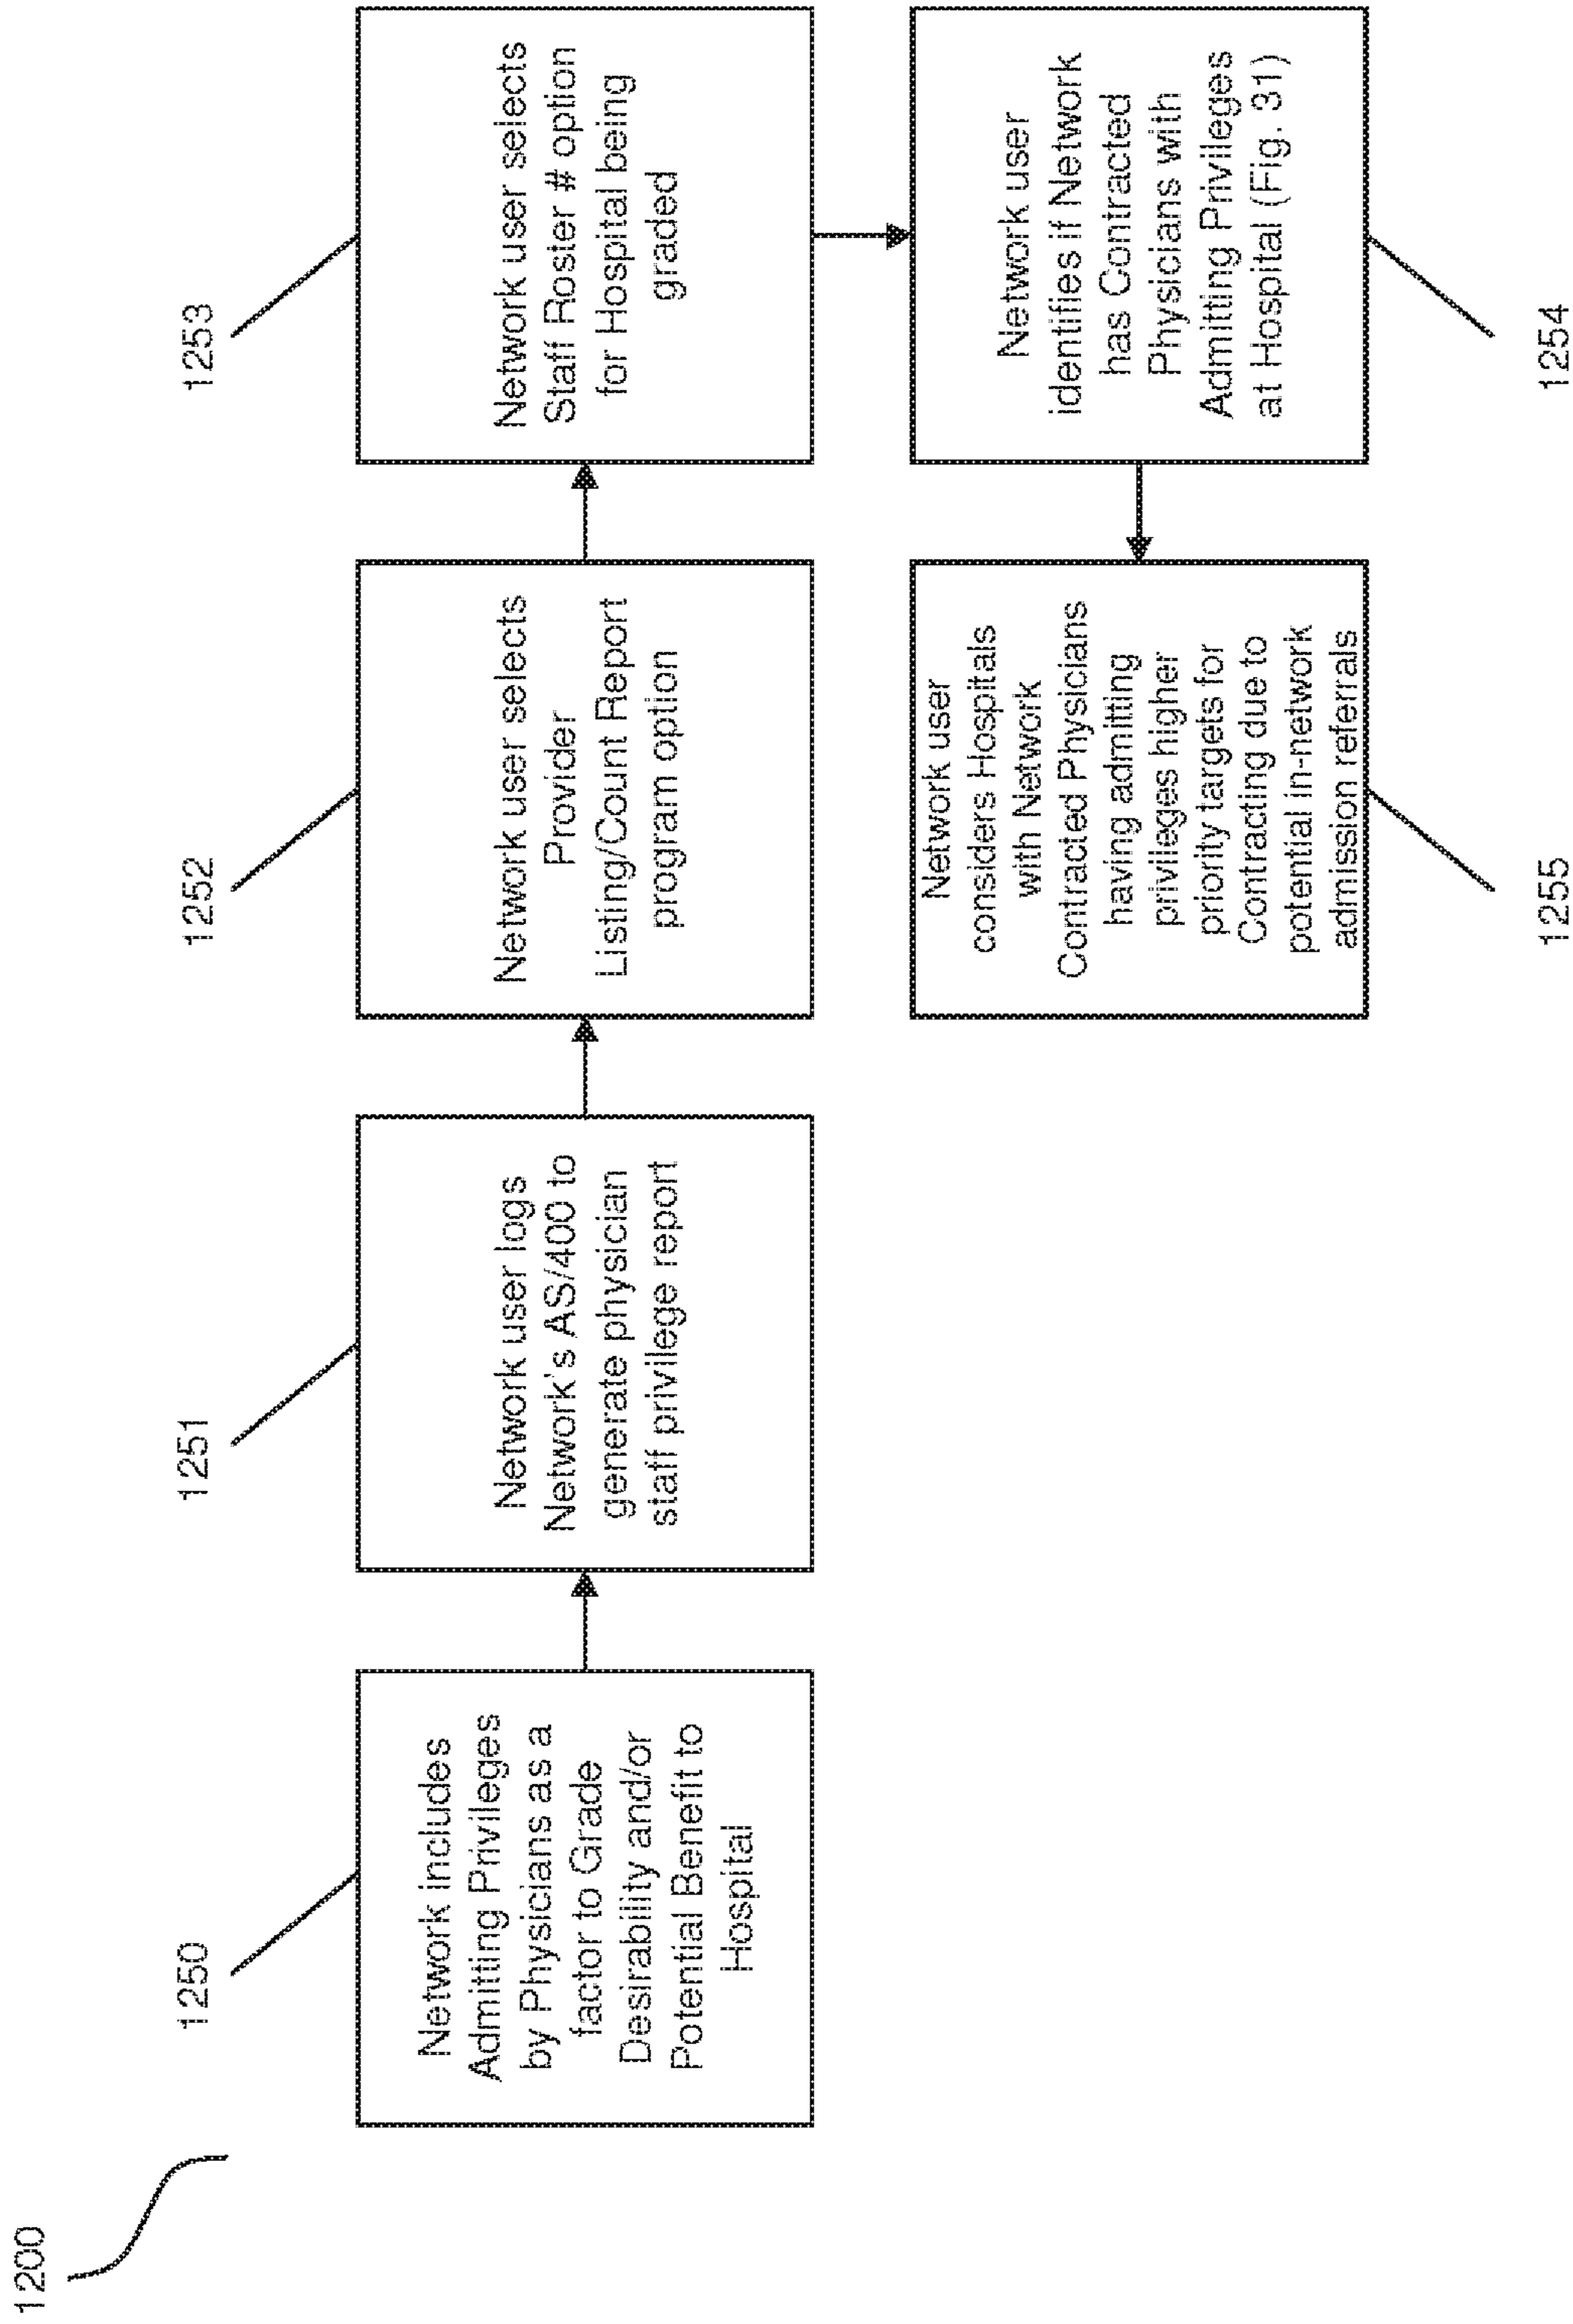 1200
1250
Network includes
Admitting Privileges
by Physicians as a
factor to Grade
Desirability and/or
Potential Benefit to
Hospital
1251
Network user logs
Network's AS/400 to
generate physician
staff privilege report
1252
Network user selects
Provider
Listing/Count Report
program option
1253
Network user selects
Staff Roster # option
for Hospital being
graded
Network user
identifies if Network
has Contracted
Physicians with
Admitting Privileges
at Hospital (Fig. 31)
1254
Network user
considers Hospitals
with Network
Contracted Physicians
having admitting
privileges higher
priority targets for
Contracting due to
potential in-network
admission referrals
1255